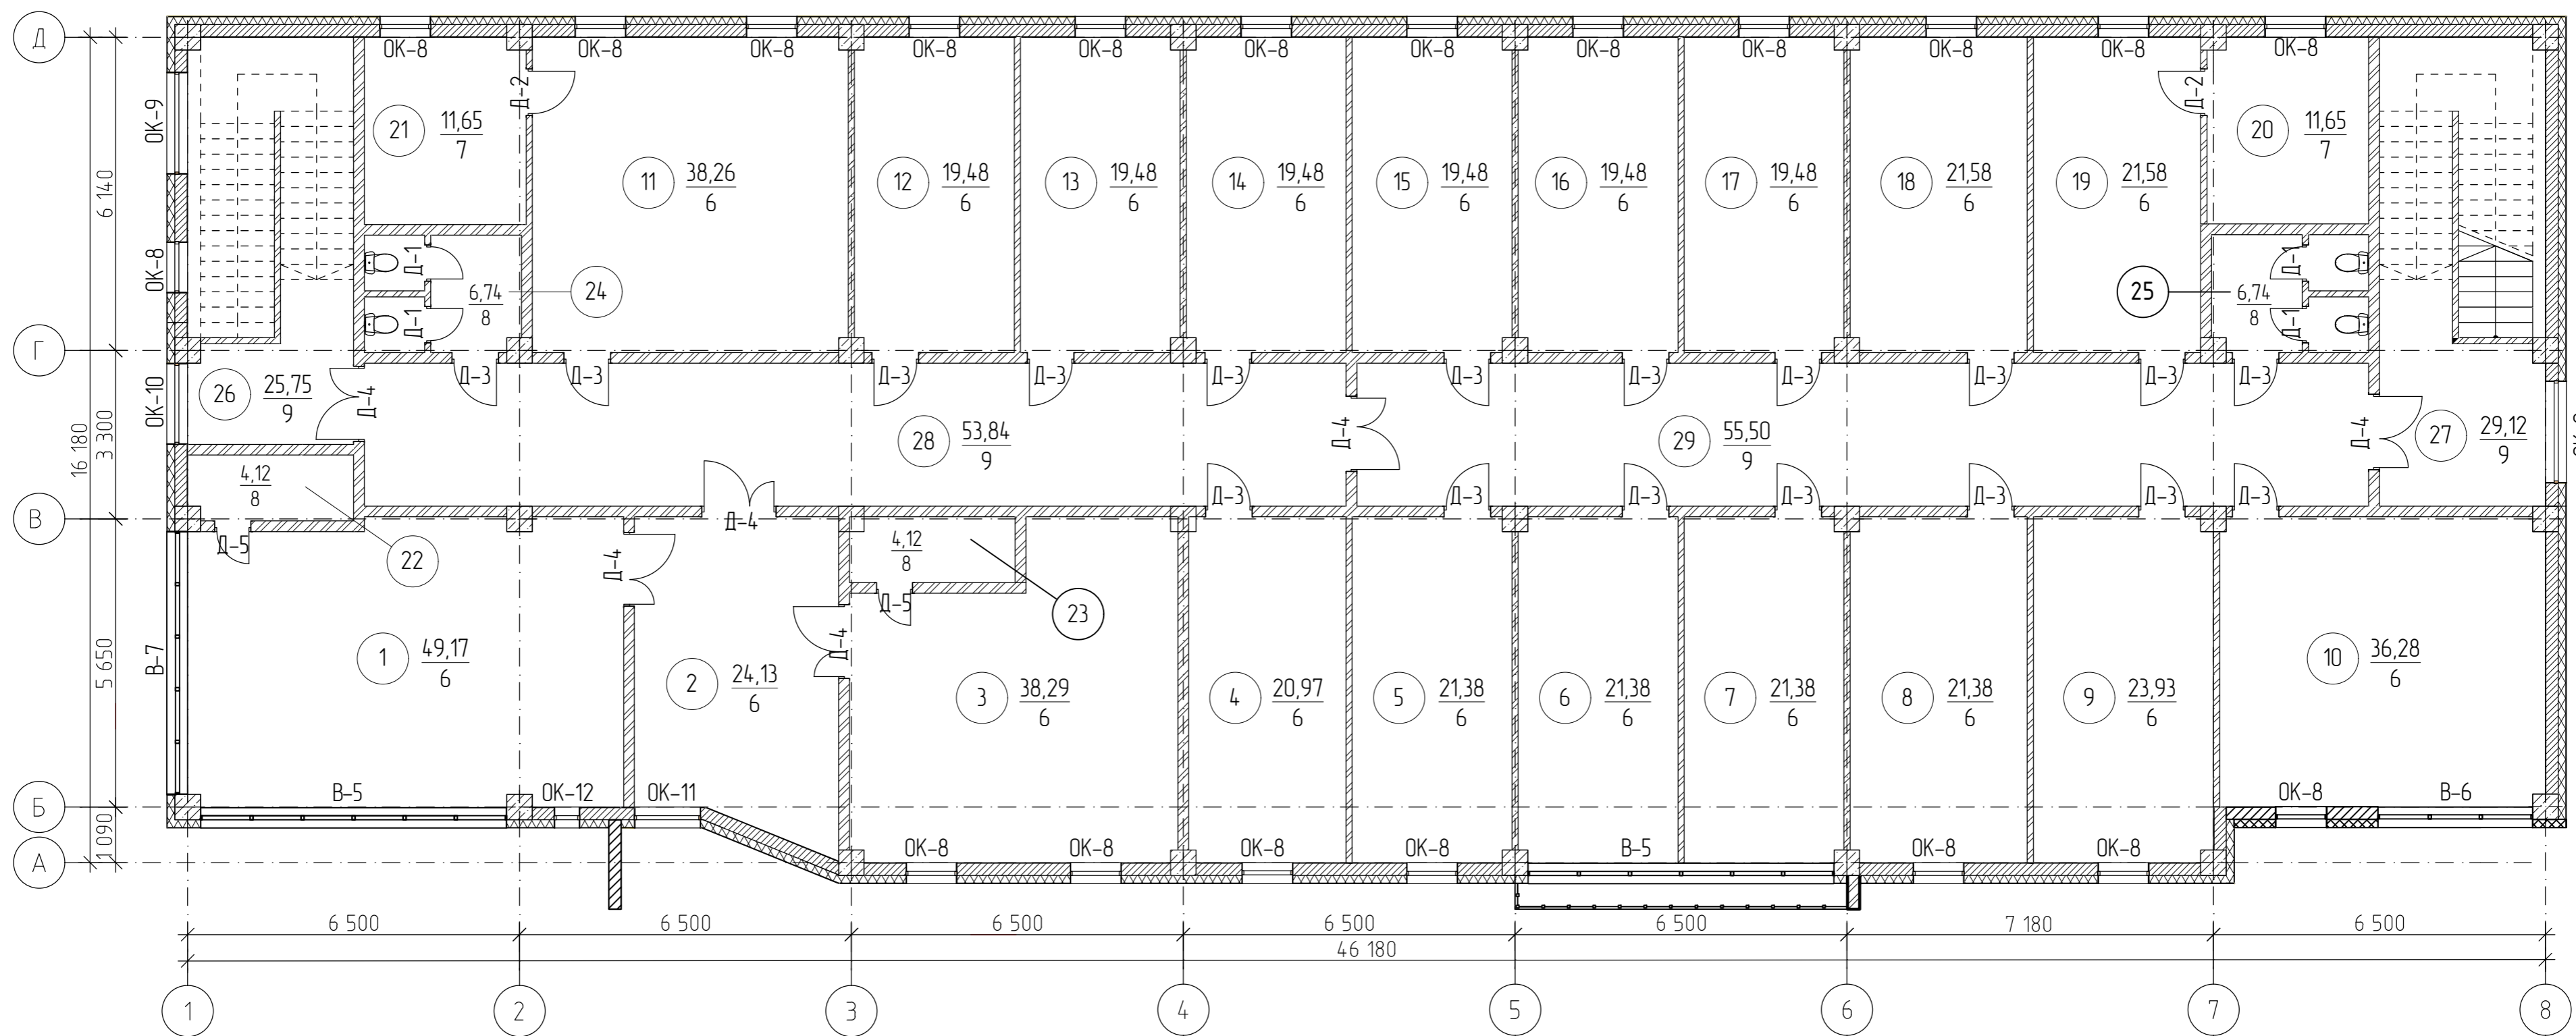 Д
ОК-8 ОК-8 ОК-8 ОК-8 ОК-8 ОК-8 ОК-8 ОК-8 ОК-8 ОК-8 ОК-8 ОК-8
ОК-9 Д-2 Д-2
21 11,65 20 11,65
7 7
11 38,26 12 19,48 13 19,48 14 19,48 15 19,48 16 19,48 17 19,48 18 21,58 19 21,58
6 6 6 6 6 6 6 6 6
6 140
ОК-8 Д-1 Д-1
6,74 24 25 6,74
8 8
Д-1 Д-1
Г
Д-3 Д-3 Д-3 Д-3 Д-3 Д-3 Д-3 Д-3 Д-3 Д-3 Д-3
26 25,75
9
ОК-10 Д-4
16 180
3 300
28 53,84 Д-4 29 55,50 Д-4 27 29,12
9 9 9
4,12
8
Д-3 Д-3 Д-3 Д-3 Д-3 Д-3 Д-3
В
Д-4
Д-5 22 Д-4 4,12
8
Д-5 23
Д-4
5 650
В-7
1 49,17 10 36,28
6 6
2 24,13 3 38,29 4 20,97 5 21,38 6 21,38 7 21,38 8 21,38 9 23,93
6 6 6 6 6 6 6 6
В-5 ОК-12 ОК-11 ОК-8 В-6
Б
1 090
ОК-8 ОК-8 ОК-8 ОК-8 В-5 ОК-8 ОК-8
А
6 500 6 500 6 500 6 500 6 500 7 180 6 500
46 180
1 2 3 4 5 6 7 8